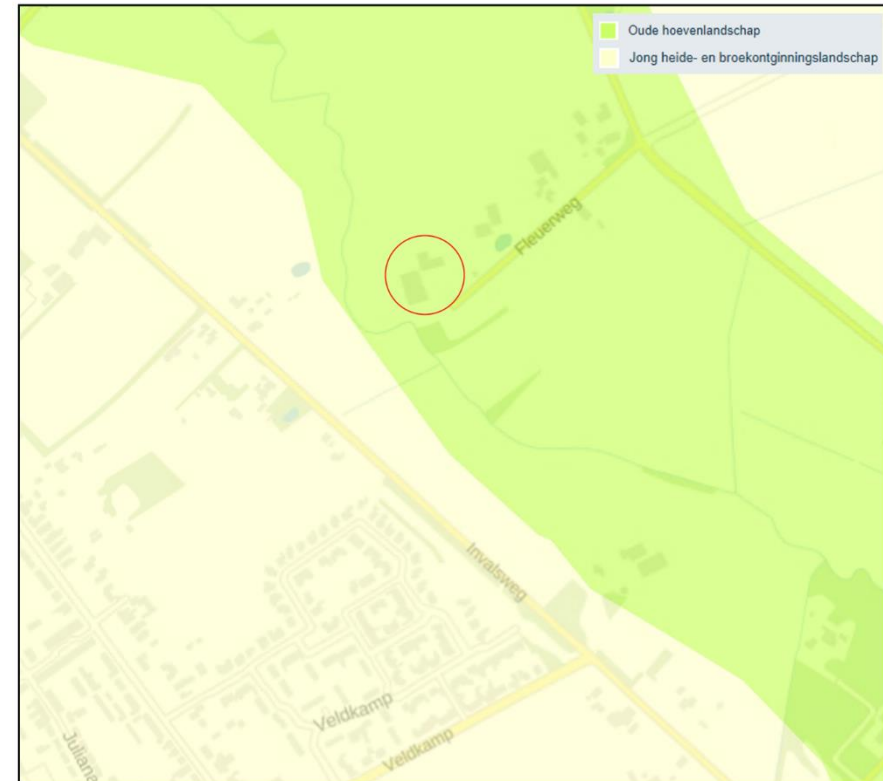 Oude hoevenlandschap
Jong heide- en broekontginningslandschap
Fleuerweg
Invalsweg
Veldkamp
Veldkamp
Juliana